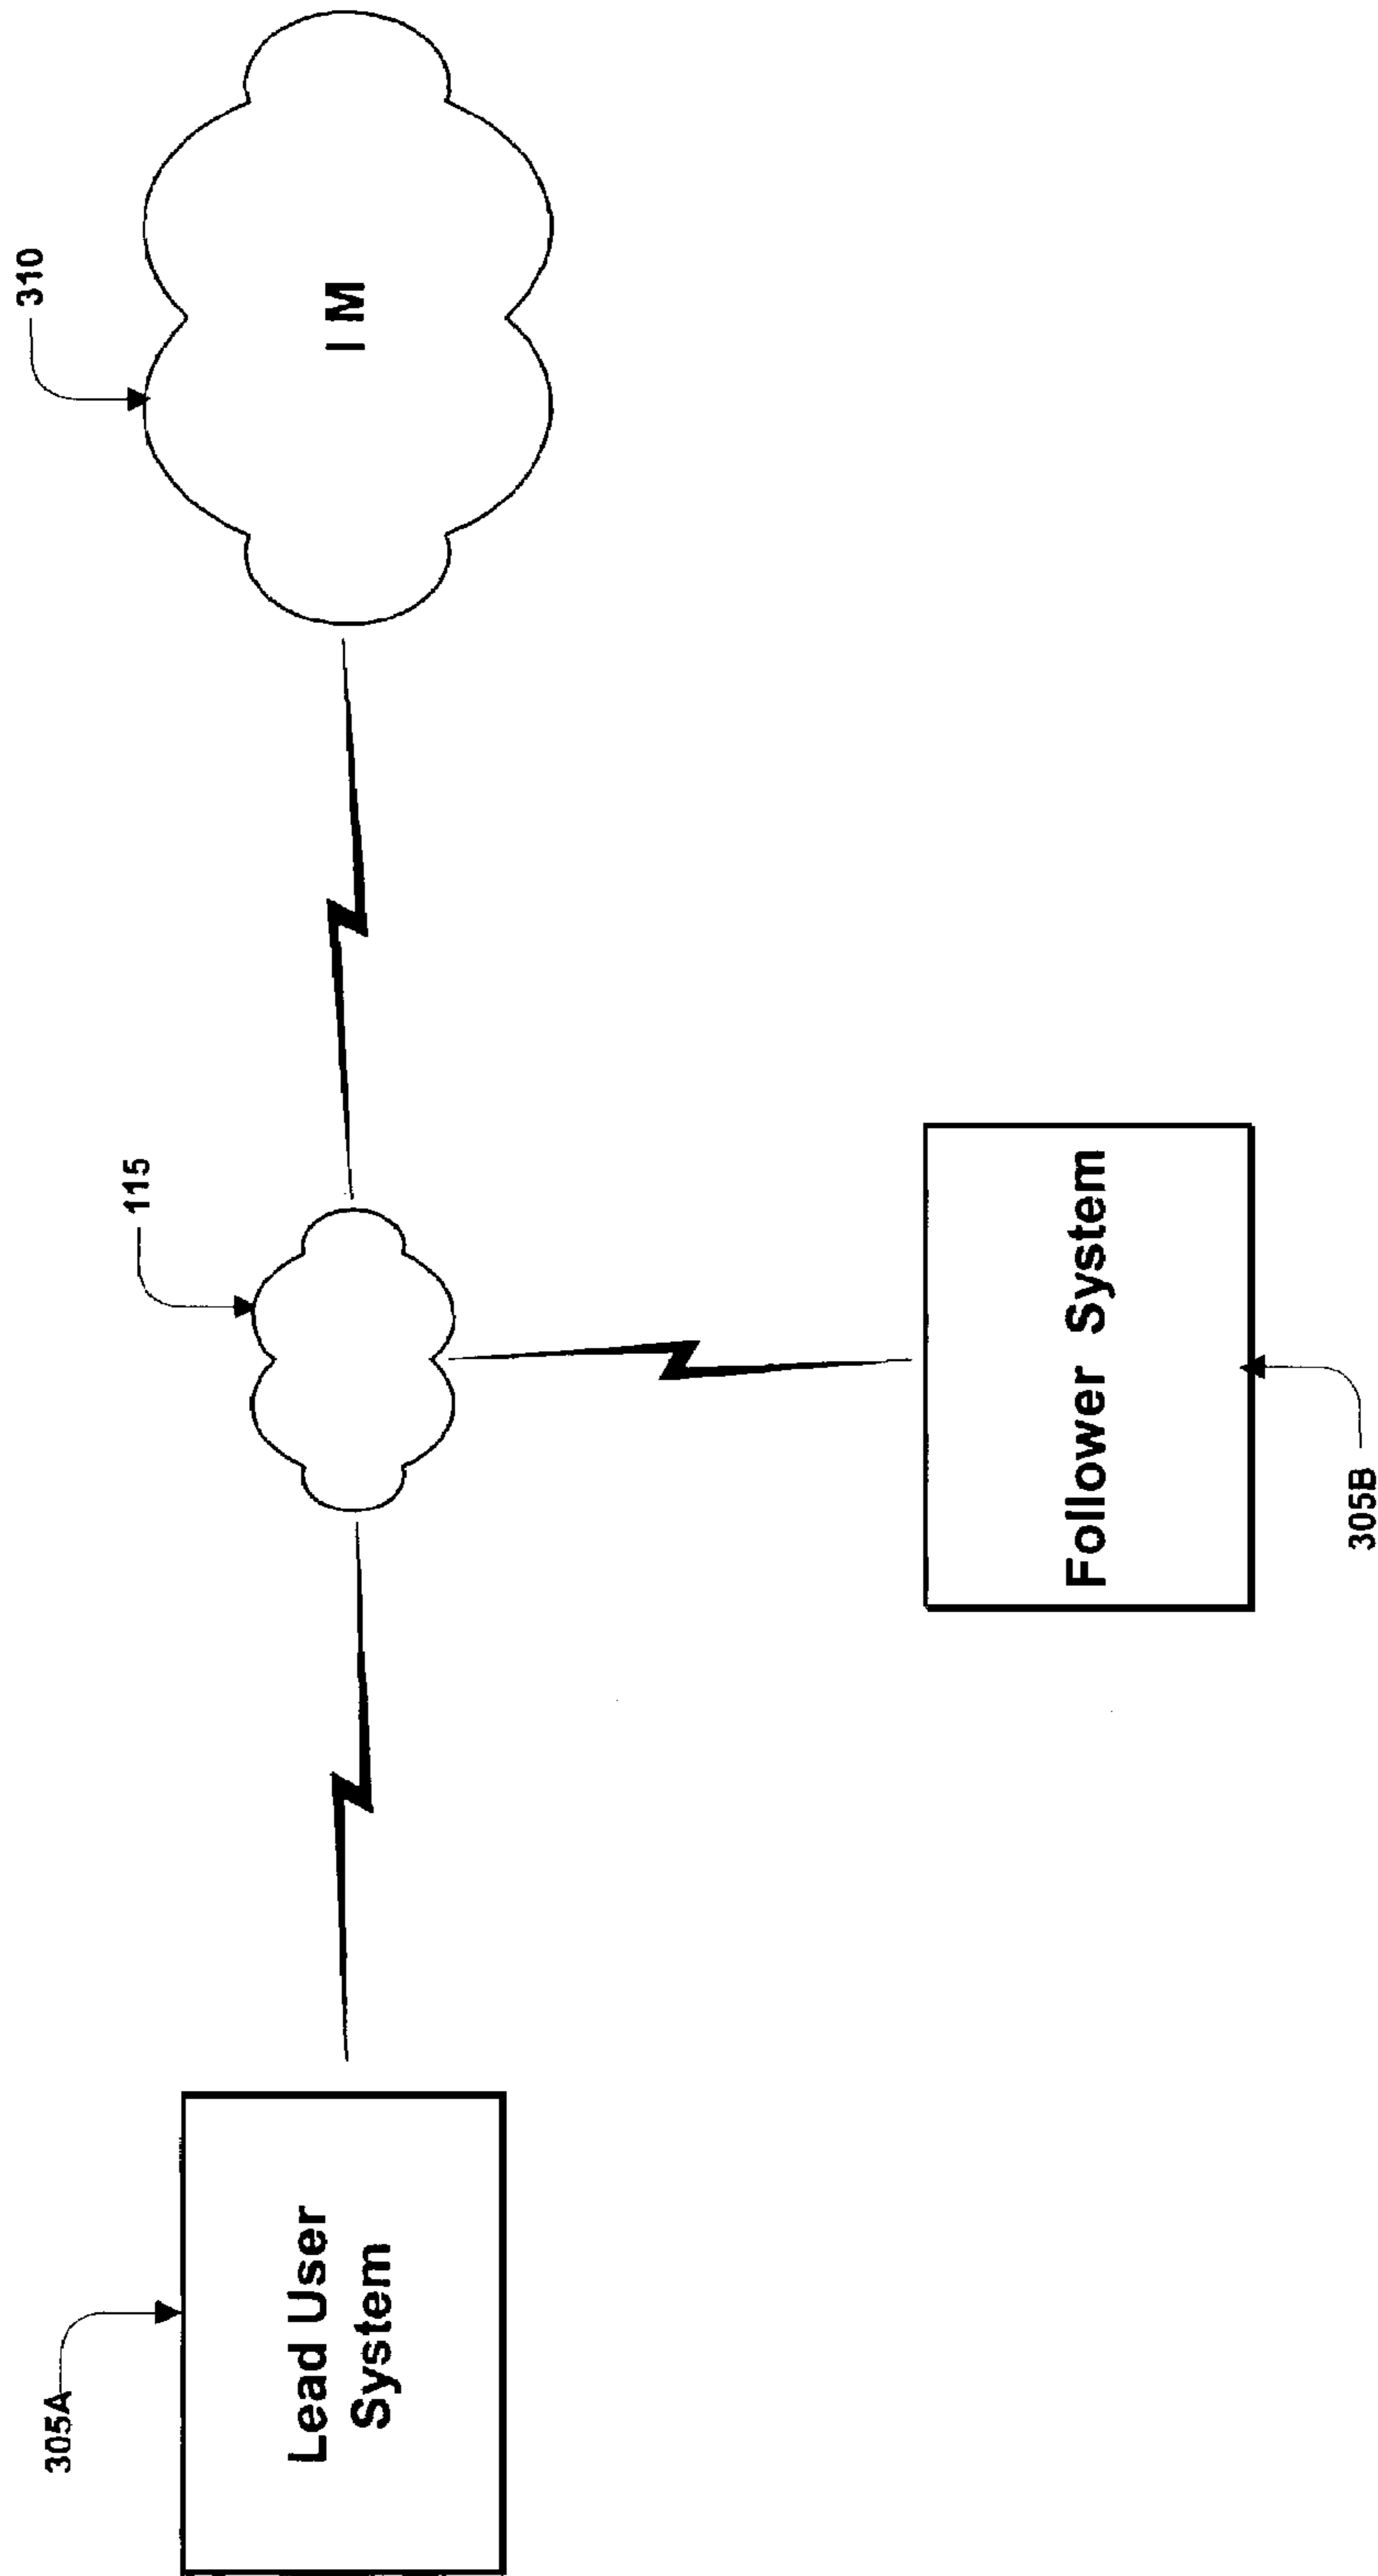 310
I M
115
305A
Lead User
System
Follower System
305B